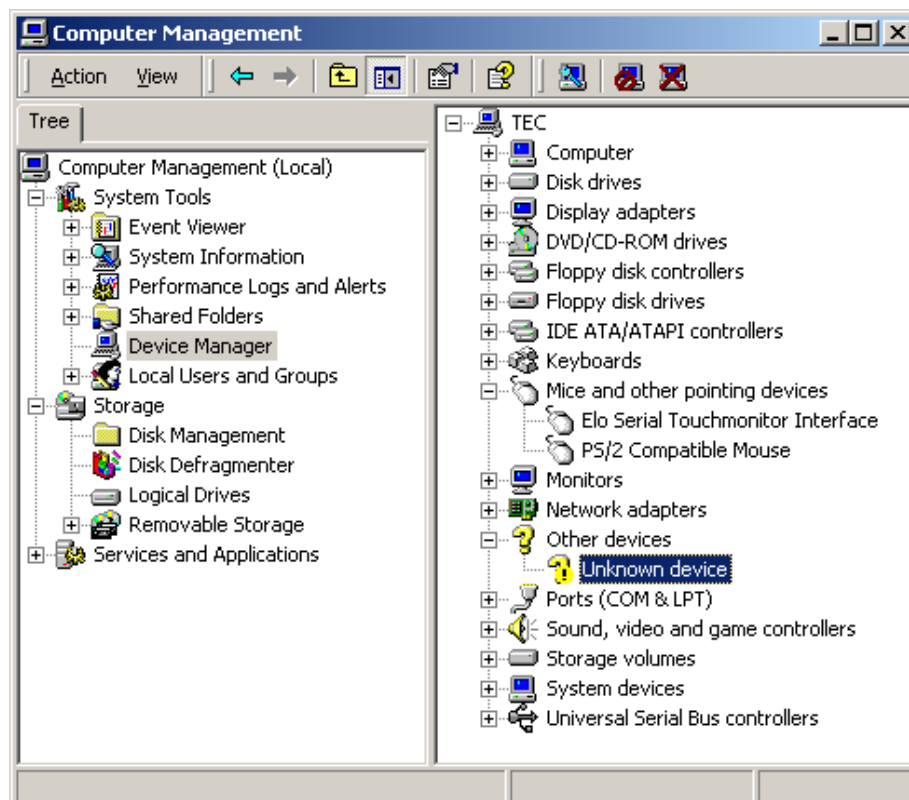 Computer Management
Action View
Tree
Computer Management (Local)
System Tools
Event Viewer
System Information
Performance Logs and Alerts
Shared Folders
Device Manager
Local Users and Groups
Storage
Disk Management
Disk Defragmenter
Logical Drives
Removable Storage
Services and Applications
TEC
Computer
Disk drives
Display adapters
DVD/CD-ROM drives
Floppy disk controllers
Floppy disk drives
IDE ATA/ATAPI controllers
Keyboards
Mice and other pointing devices
Elo Serial Touchmonitor Interface
PS/2 Compatible Mouse
Monitors
Network adapters
Other devices
Unknown device
Ports (COM & LPT)
Sound, video and game controllers
Storage volumes
System devices
Universal Serial Bus controllers